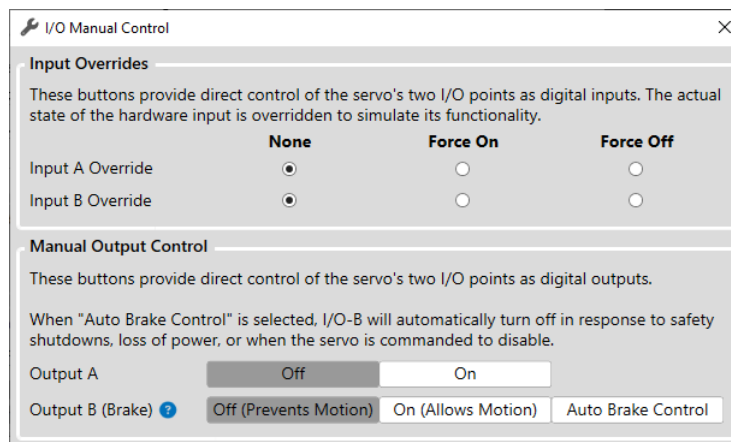 I/O Manual Control
Input Overrides
These buttons provide direct control of the servo's two I/O points as digital inputs. The actual
state of the hardware input is overridden to simulate its functionality.
None Force On Force Off
Input A Override
Input B Override
Manual Output Control
These buttons provide direct control of the servo's two I/O points as digital outputs.
When "Auto Brake Control" is selected, I/O-B will automatically turn off in response to safety
shutdowns, loss of power, or when the servo is commanded to disable.
Output A Off On
Output B (Brake) ? Off (Prevents Motion) On (Allows Motion) Auto Brake Control